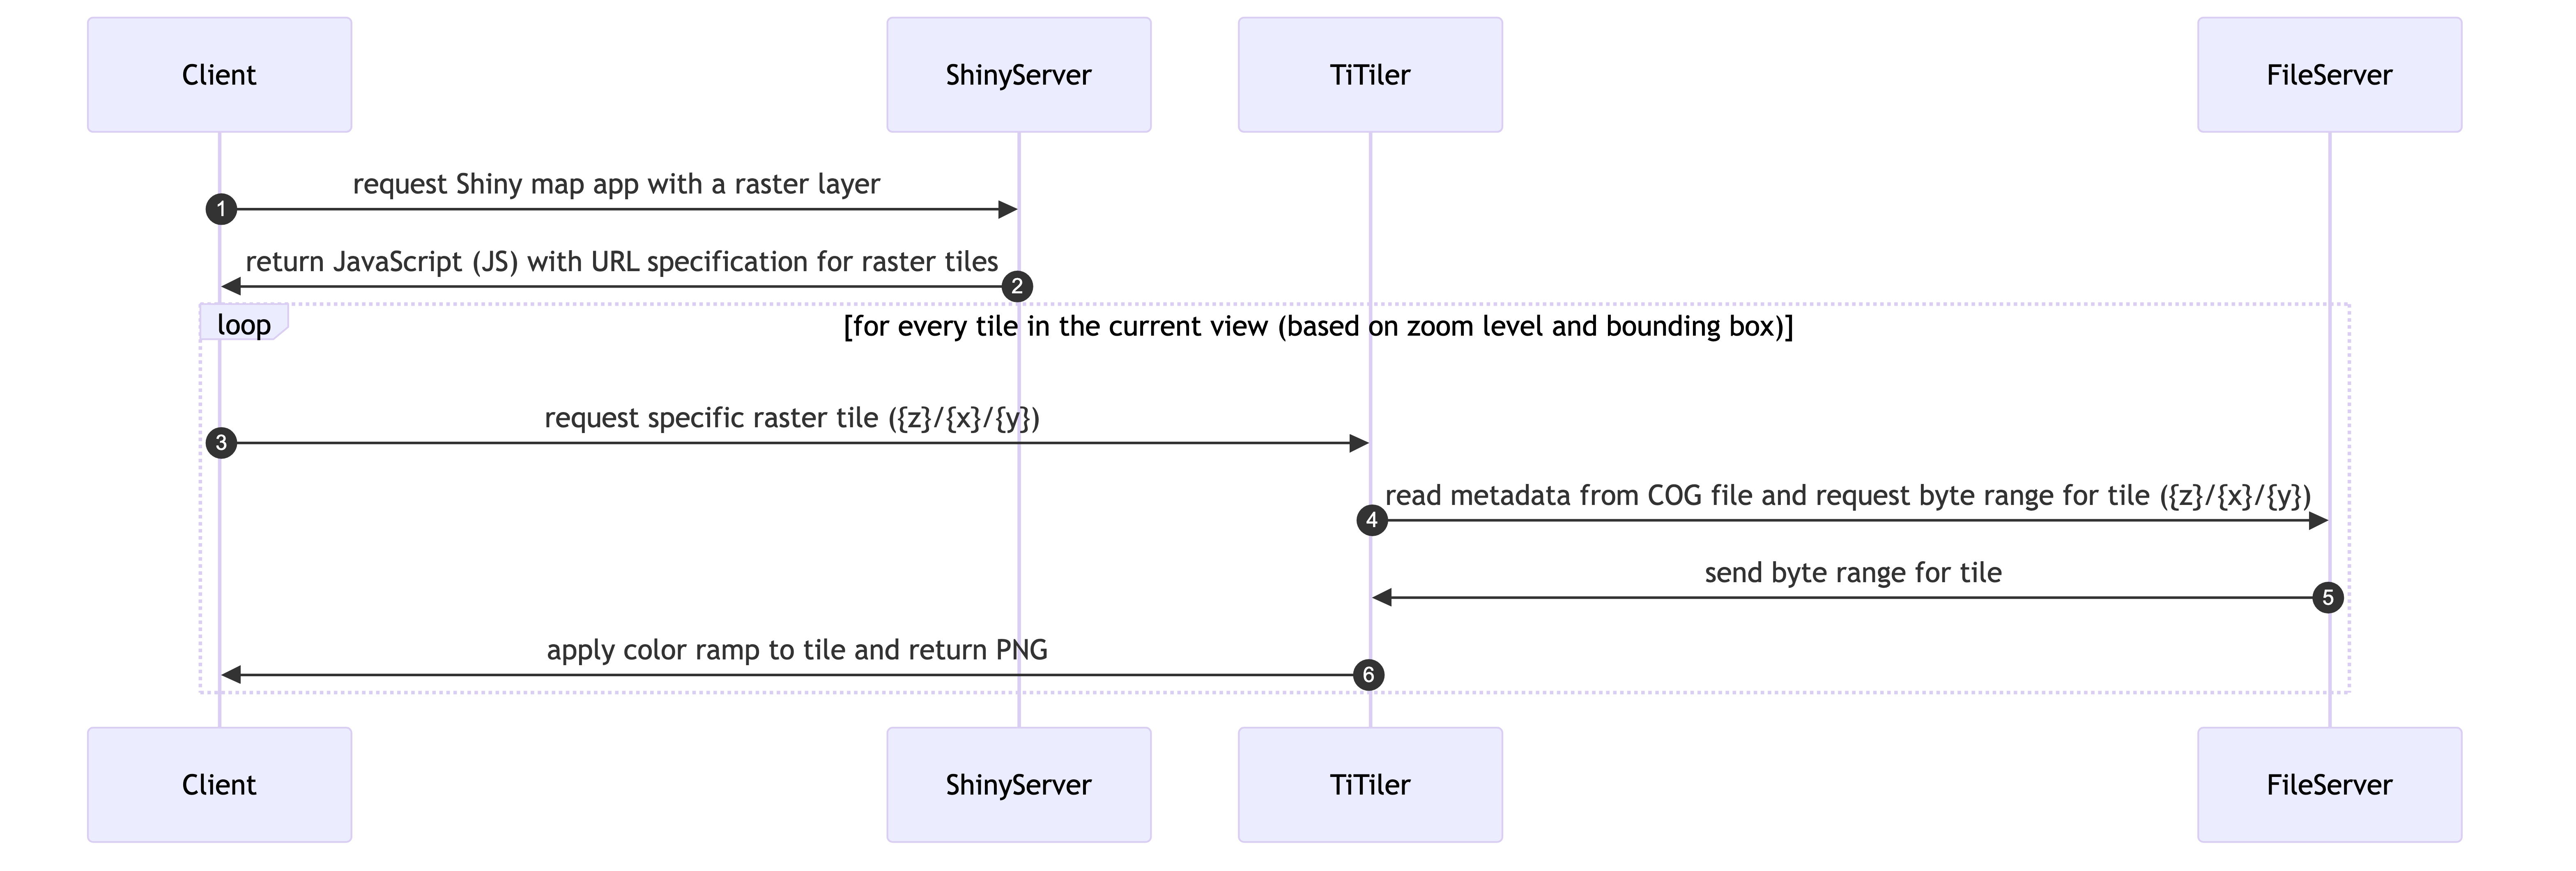 Client
ShinyServer
TiTiler
FileServer
request Shiny map app with a raster layer
1
return JavaScript (JS) with URL specification for raster tiles
2
loop
[for every tile in the current view (based on zoom level and bounding box)]
request specific raster tile ({z}/{x}/{y})
3
read metadata from COG file and request byte range for tile ({z}/{x}/{y})
4
send byte range for tile
5
apply color ramp to tile and return PNG
6
Client
ShinyServer
TiTiler
FileServer